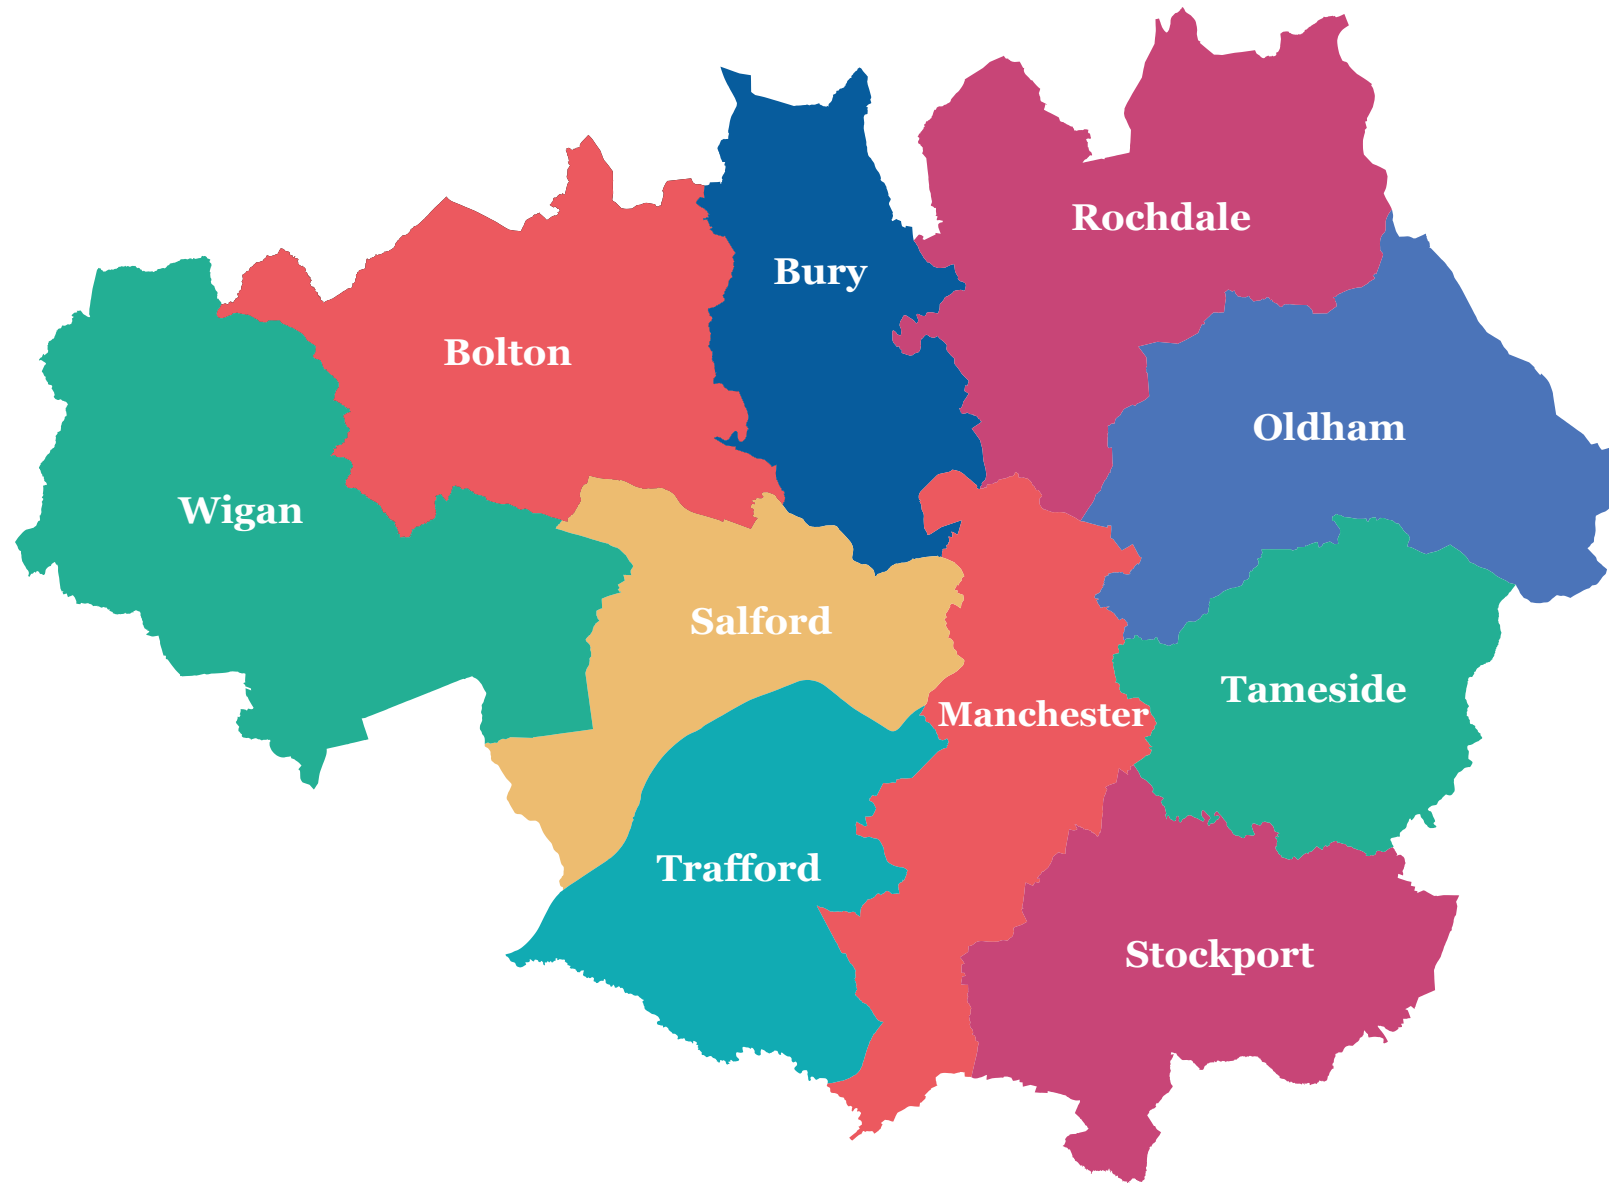 Rochdale
Bury
Bolton
Oldham
Wigan
Salford
Tameside
Manchester
Trafford
Stockport